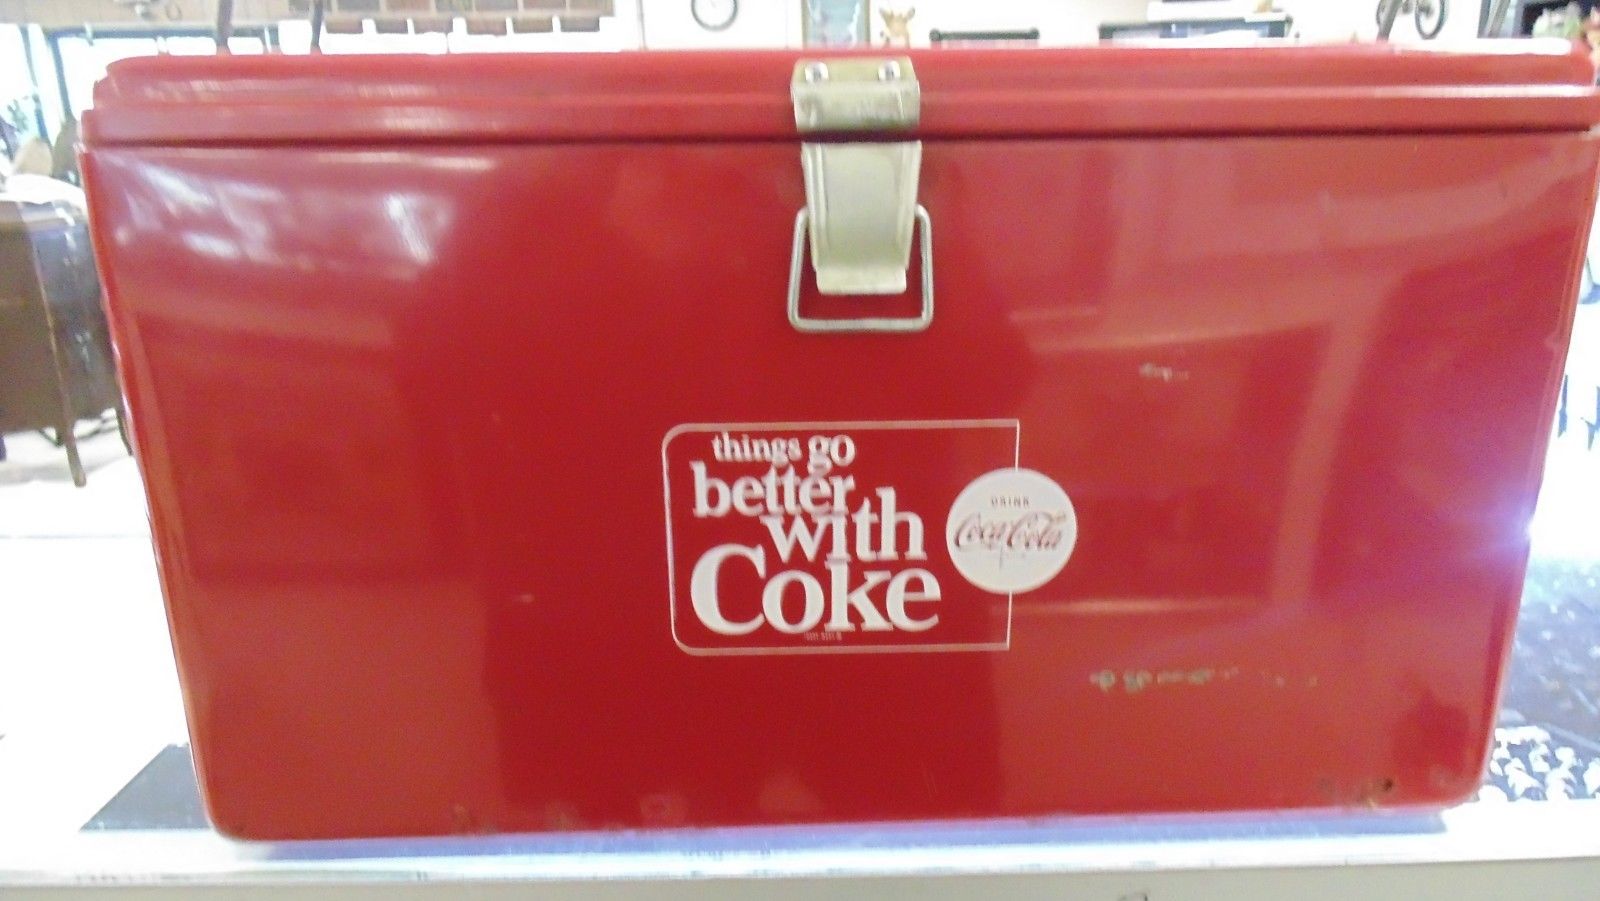 things go
better
with
Coke
DRINK
Coca-Cola